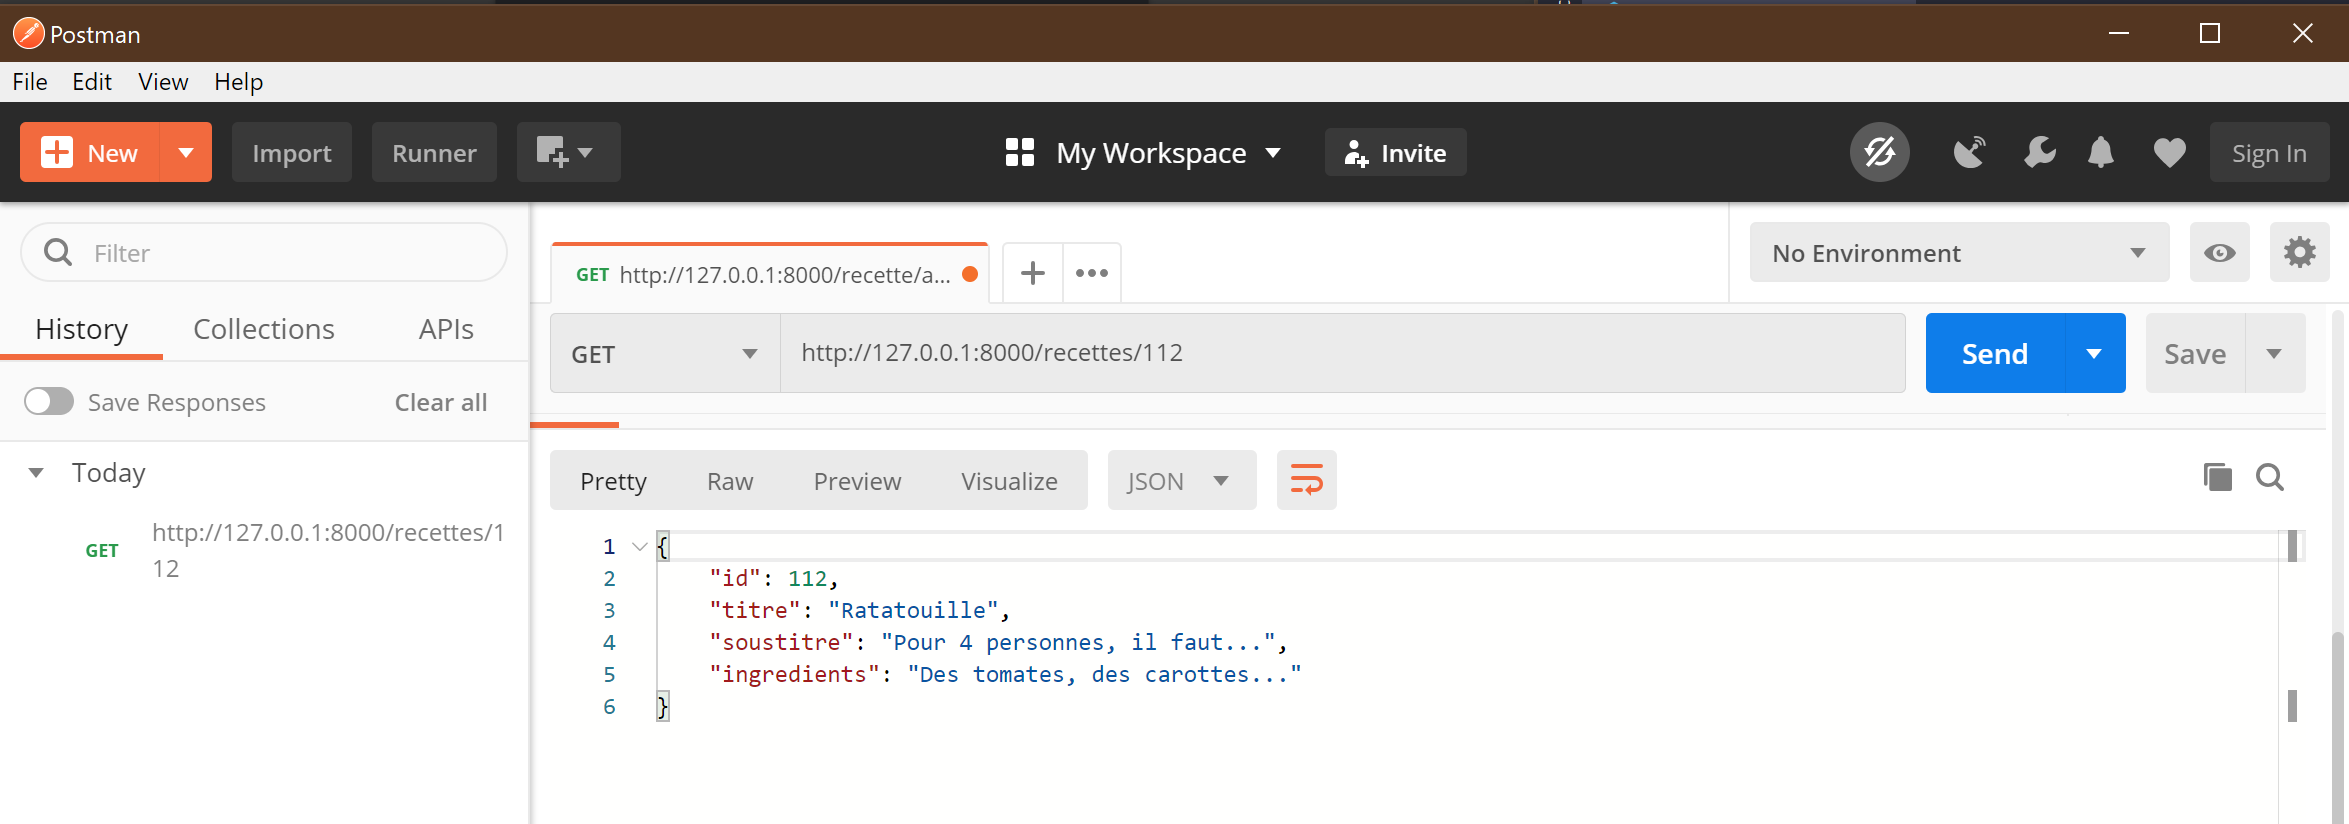 Postman
File Edit View Help
New Import Runner My Workspace Invite Sign In
Filter
History Collections APIs
Save Responses Clear all
Today
GET http://127.0.0.1:8000/recettes/1
12
GET http://127.0.0.1:8000/recette/a...
No Environment
GET http://127.0.0.1:8000/recettes/112 Send Save
Pretty Raw Preview Visualize JSON
1 {
2 "id": 112,
3 "titre": "Ratatouille",
4 "soustitre": "Pour 4 personnes, il faut...",
5 "ingredients": "Des tomates, des carottes..."
6 }